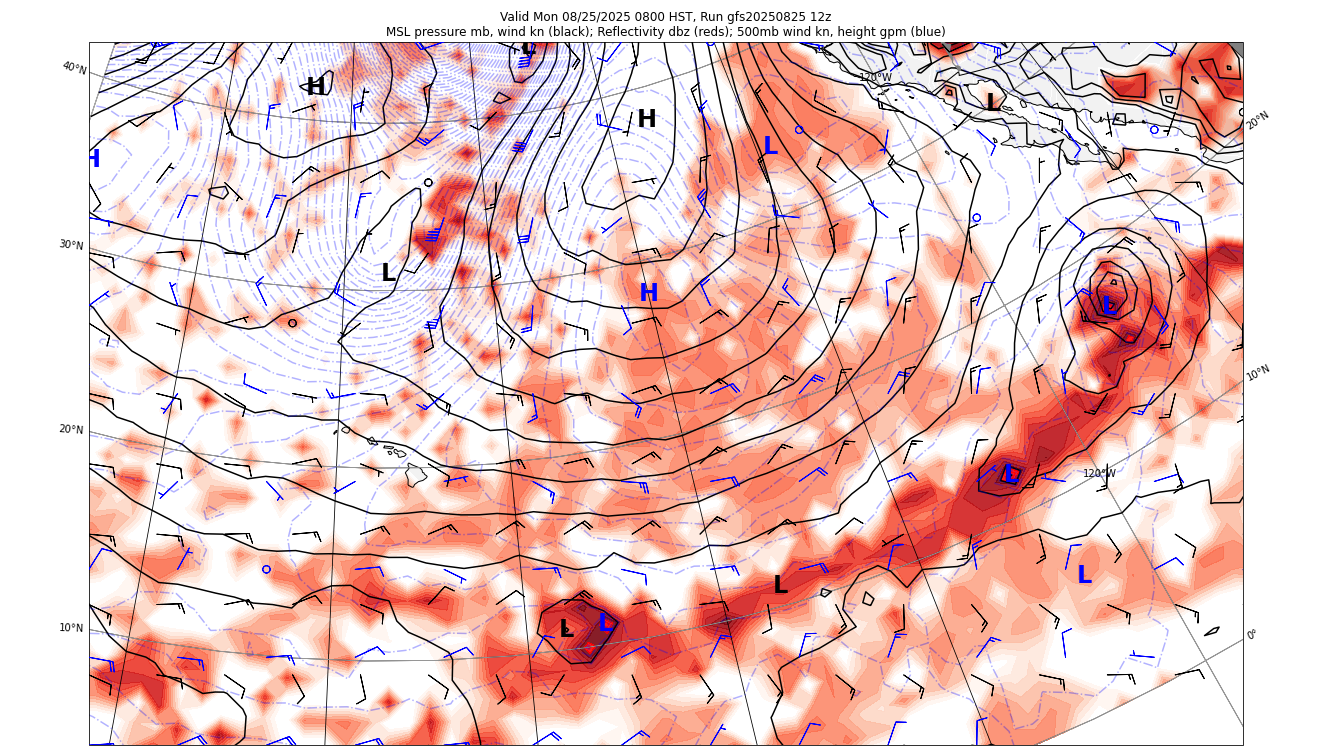 Valid Mon 08/25/2025 0800 HST, Run gfs20250825 12z
MSL pressure mb, wind kn (black); Reflectivity dbz (reds); 500mb wind kn, height gpm (blue)
L
40°N
120°W
H
L
H
20°N
L
H
30°N
L
H
L
10°N
20°N
L
120°W
L
L
10°N
L
L
0°